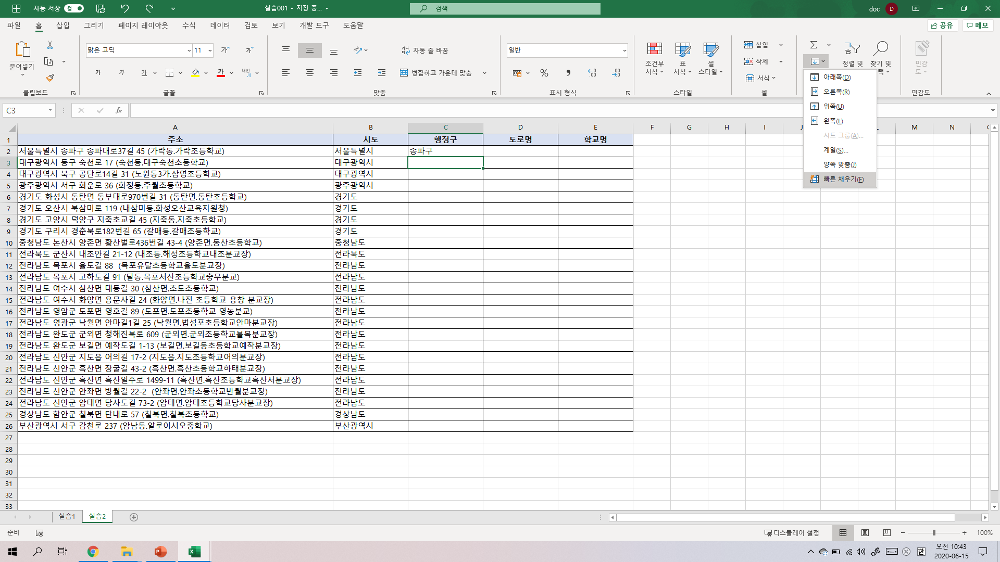 자동 저장 켬 실습001 - 저장 중... 검색 doc D
파일 홈 삽입 그리기 페이지 레이아웃 수식 데이터 검토 보기 개발 도구 도움말 공유 메모
붙여넣기 맑은 고딕 11 가 가 자동 줄 바꿈 일반 조건부 서식 표 서식 셀 스타일 삽입 삭제 서식 정렬 및 찾기 및 민감 도
가 가 가 가 병합하고 가운데 맞춤 %
클립보드 글꼴 맞춤 표시 형식 스타일 셀 민감도
아래쪽(D)
오른쪽(R)
위쪽(U)
왼쪽(L)
시트 그룹(A)...
계열(S)...
양쪽 맞춤(J)
빠른 채우기(F)
C3 fx
A B C D E F G H I J L M N
1 주소 시도 행정구 도로명 학교명
2 서울특별시 송파구 송파대로37길 45 (가락동.가락초등학교) 서울특별시 송파구
3 대구광역시 동구 숙천로 17 (숙천동.대구숙천초등학교) 대구광역시
4 대구광역시 북구 공단로14길 31 (노원동3가.삼영초등학교) 대구광역시
5 광주광역시 서구 화운로 36 (화정동.주월초등학교) 광주광역시
6 경기도 화성시 동탄면 동부대로970번길 31 (동탄면.동탄초등학교) 경기도
7 경기도 오산시 북삼미로 119 (내삼미동.화성오산교육지원청) 경기도
8 경기도 고양시 덕양구 지축초교길 45 (지축동.지축초등학교) 경기도
9 경기도 구리시 경춘북로182번길 65 (갈매동.갈매초등학교) 경기도
10 충청남도 논산시 양촌면 황산벌로436번길 43-4 (양촌면.동산초등학교) 충청남도
11 전라북도 군산시 내초안길 21-12 (내초동.해성초등학교내초분교장) 전라북도
12 전라남도 목포시 율도길 88 (목포유달초등학교율도분교장) 전라남도
13 전라남도 목포시 고하도길 91 (달동.목포서산초등학교충무분교) 전라남도
14 전라남도 여수시 삼산면 대동길 30 (삼산면.초도초등학교) 전라남도
15 전라남도 여수시 화양면 용문사길 24 (화양면.나진 초등학교 용창 분교장) 전라남도
16 전라남도 영암군 도포면 영호길 89 (도포면.도포초등학교 영농분교) 전라남도
17 전라남도 영광군 낙월면 안마길1길 25 (낙월면.법성포초등학교안마분교장) 전라남도
18 전라남도 완도군 군외면 청해진북로 609 (군외면.군외초등학교불목분교장) 전라남도
19 전라남도 완도군 보길면 예작도길 1-13 (보길면.보길동초등학교예작분교장) 전라남도
20 전라남도 신안군 지도읍 어의길 17-2 (지도읍.지도초등학교어의분교장) 전라남도
21 전라남도 신안군 흑산면 장굴길 43-2 (흑산면.흑산초등학교하태분교장) 전라남도
22 전라남도 신안군 흑산면 흑산일주로 1499-11 (흑산면.흑산초등학교흑산서분교장) 전라남도
23 전라남도 신안군 안좌면 방월길 22-2 (안좌면.안좌초등학교반월분교장) 전라남도
24 전라남도 신안군 암태면 당사도길 73-2 (암태면.암태초등학교당사분교장) 전라남도
25 경상남도 함안군 칠북면 단내로 57 (칠북면.칠북초등학교) 경상남도
26 부산광역시 서구 감천로 237 (암남동.알로이시오중학교) 부산광역시
27
28
29
30
31
32
33
실습1 실습2
준비 디스플레이 설정 100%
한 오전 10:43
2020-06-15